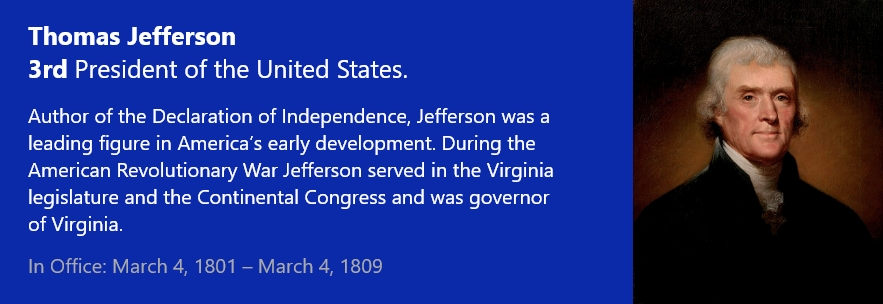 Thomas Jefferson
3rd President of the United States.
Author of the Declaration of Independence, Jefferson was a
leading figure in America’s early development. During the
American Revolutionary War Jefferson served in the Virginia
legislature and the Continental Congress and was governor
of Virginia.
In Office: March 4, 1801 – March 4, 1809